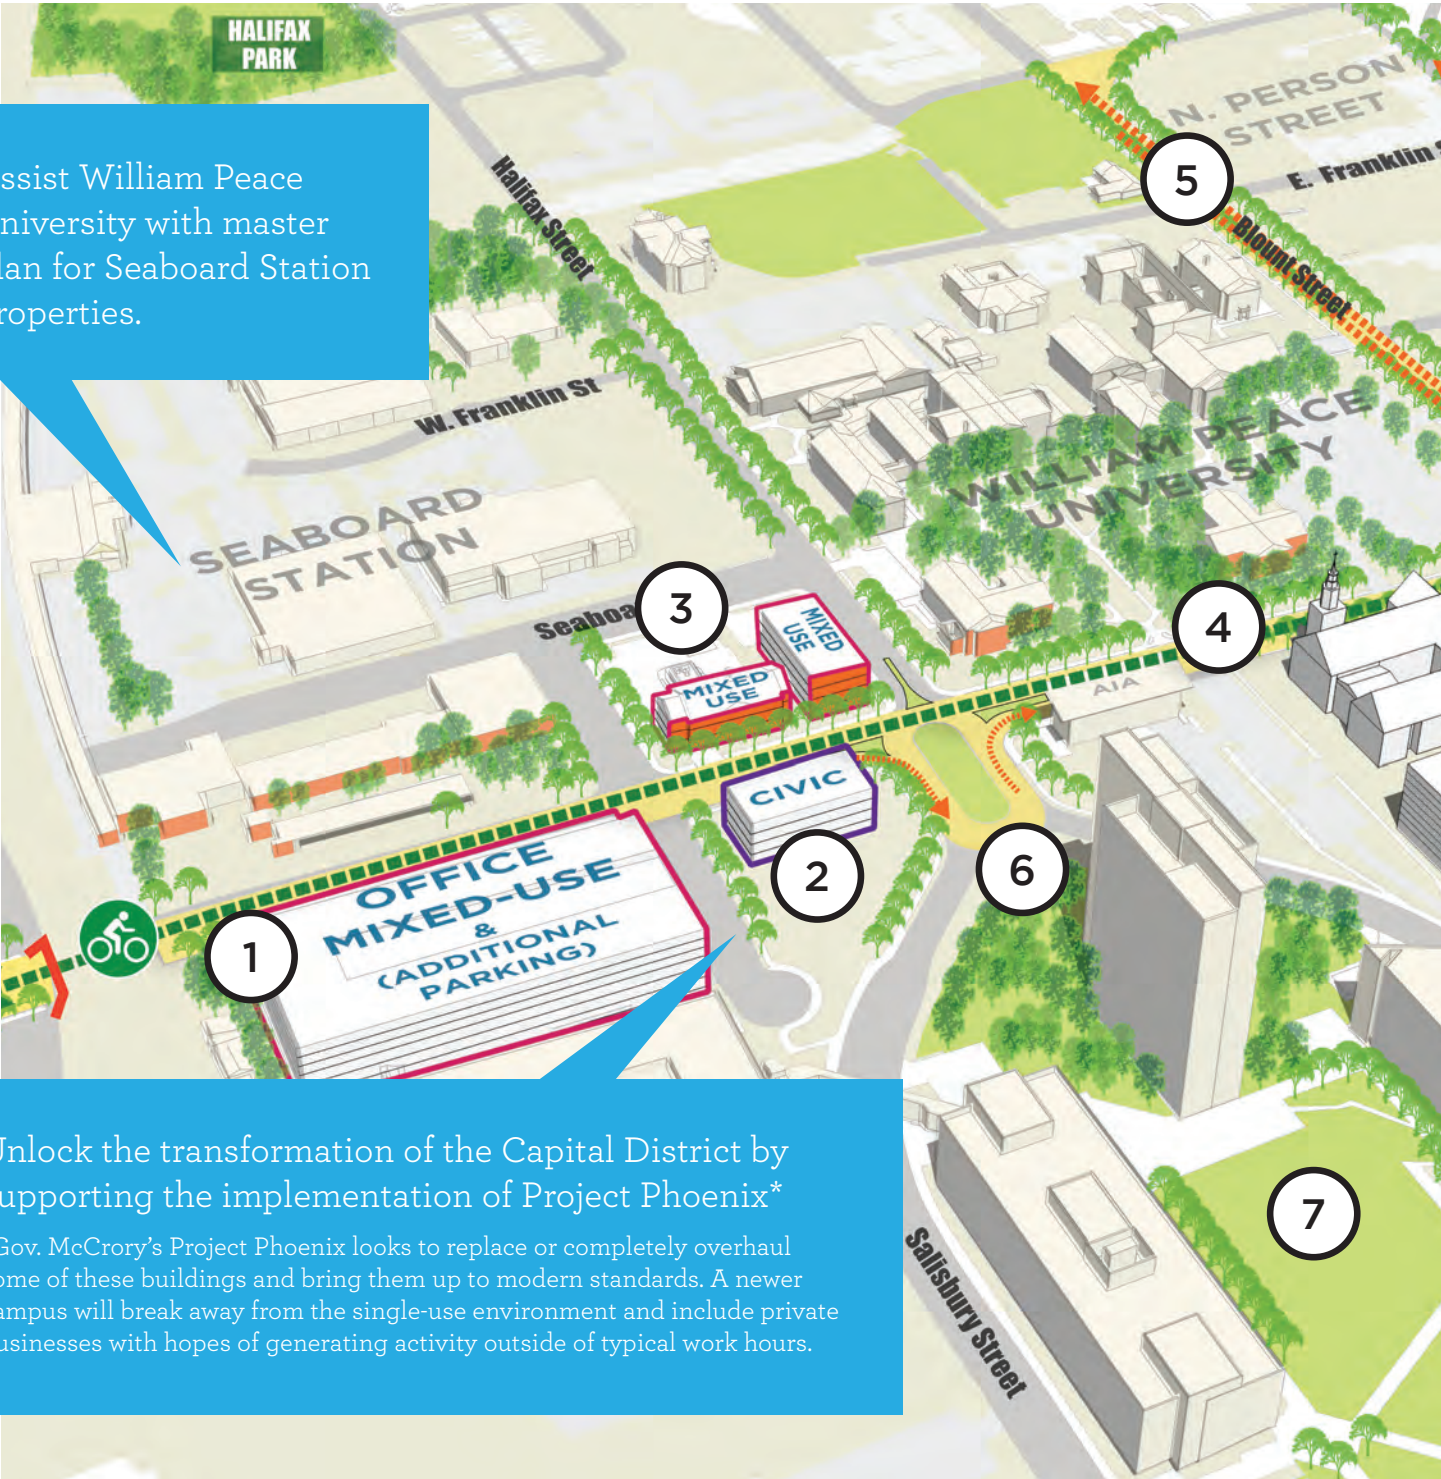 HALIFAX
PARK
N. PERSON
STREET
5
E. Franklin
Halifax Street
Blount Street
ssist William Peace
niversity with master
lan for Seaboard Station
roperties.
W. Franklin St
WILLIAM PEACE
UNIVERSITY
SEABOARD
STATION
Seaboa
3
MIXED
USE
MIXED
USE
4
AIA
CIVIC
2
6
OFFICE
MIXED-USE
&
(ADDITIONAL
PARKING)
1
Unlock the transformation of the Capital District by
upporting the implementation of Project Phoenix*
Gov. McCrory's Project Phoenix looks to replace or completely overhaul
ome of these buildings and bring them up to modern standards. A newer
ampus will break away from the single-use environment and include private
usinesses with hopes of generating activity outside of typical work hours.
7
Salisbury Street